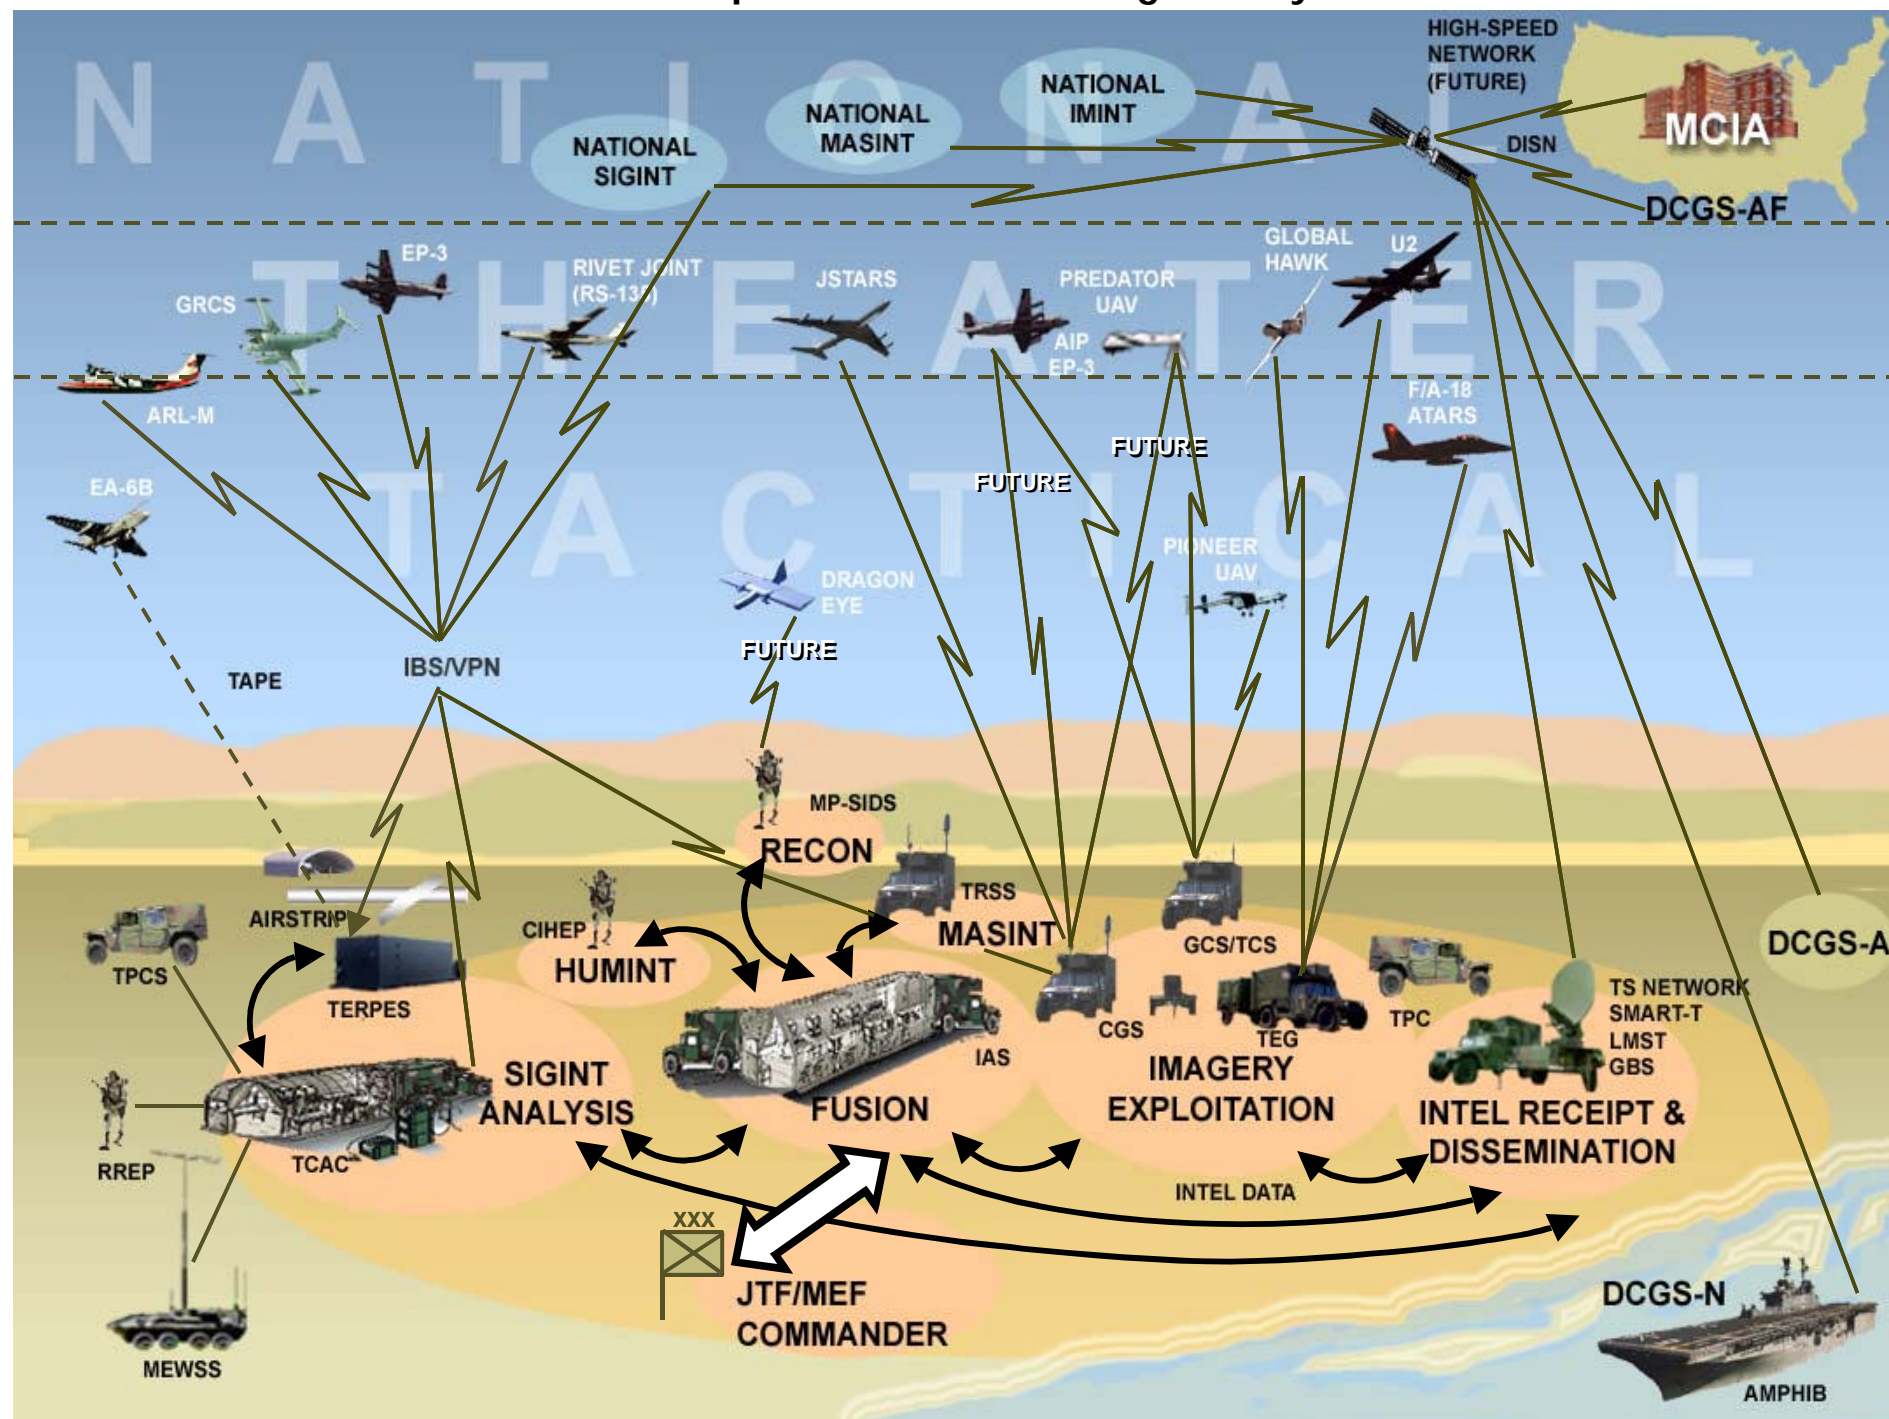 NATIONAL
HIGH-SPEED
NETWORK
(FUTURE)
NATIONAL
IMINT
NATIONAL
MASINT
NATIONAL
SIGINT
MCIA
DISN
DCGS-AF
THEATER
EP-3
GRCS
RIVET JOINT
(RS-135)
JSTARS
PREDATOR
UAV
AIP
EP-3
GLOBAL
HAWK
U2
ARL-M
F/A-18
ATARS
TACTICAL
FUTURE
FUTURE
EA-6B
PIONEER
UAV
DRAGON
EYE
FUTURE
IBS/VPN
TAPE
MP-SIDS
RECON
TRSS
MASINT
AIRSTRIP
CIHEP
HUMINT
GCS/TCS
DCGS-A
TPCS
TERPES
CGS
TEG
TPC
TS NETWORK
SMART-T
LMST
GBS
IAS
SIGINT
ANALYSIS
FUSION
IMAGERY
EXPLOITATION
INTEL RECEIPT &
DISSEMINATION
RREP
TCAC
INTEL DATA
XXX
JTF/MEF
COMMANDER
DCGS-N
MEWSS
AMPHIB